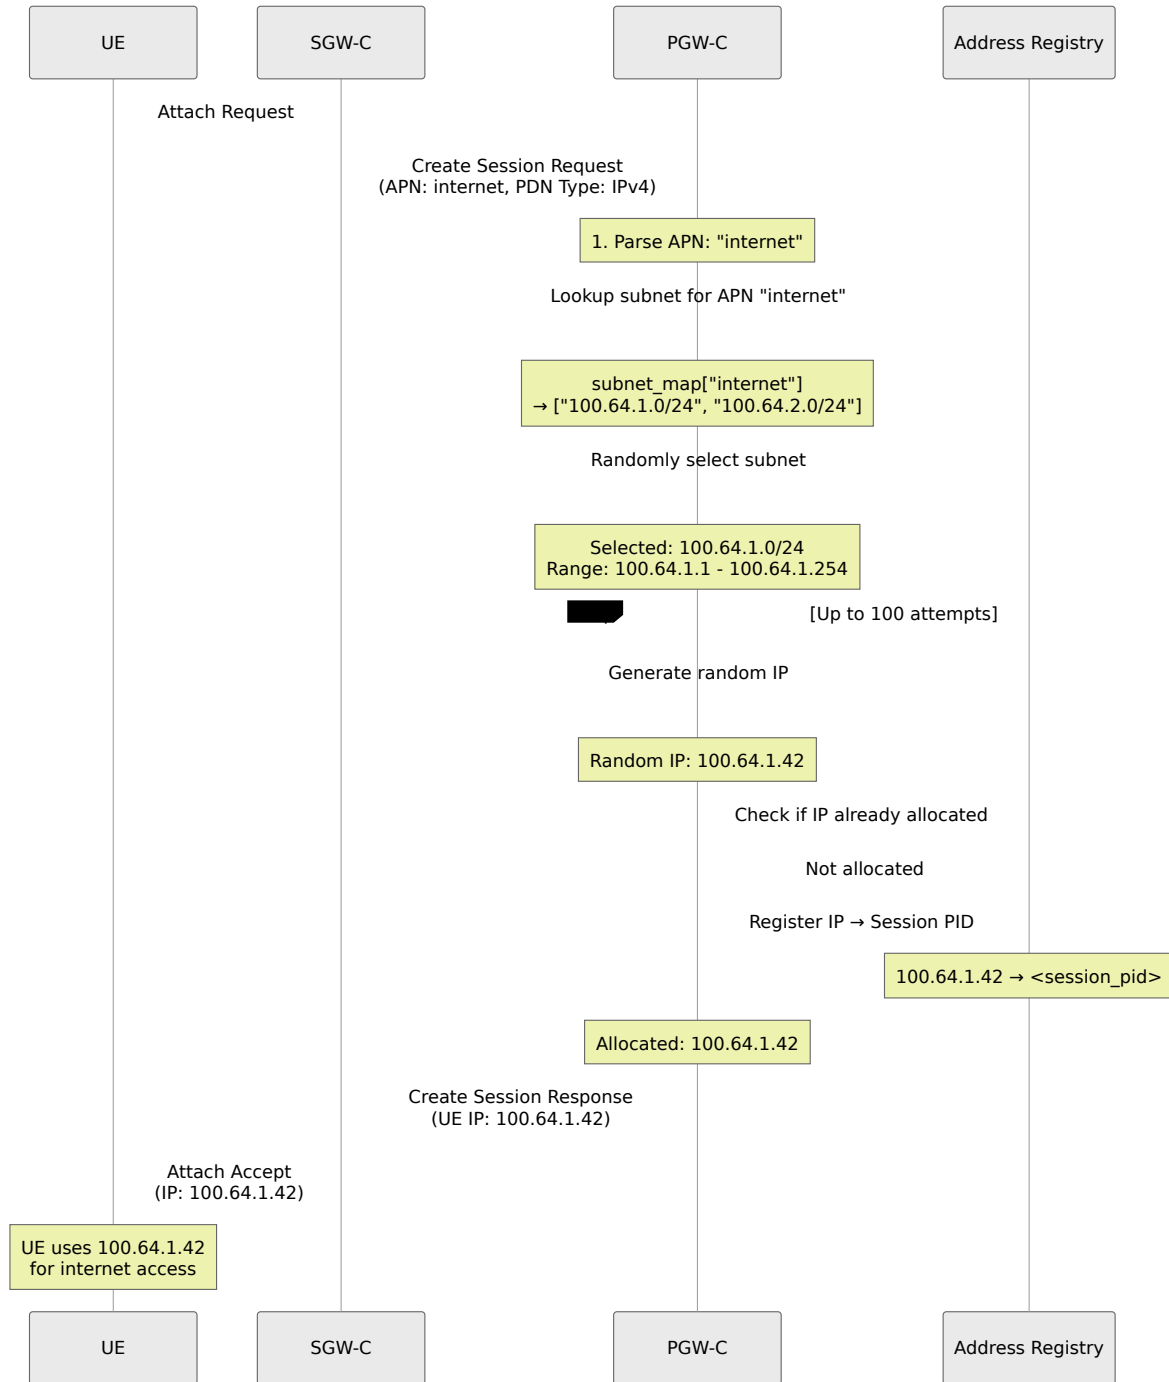 UE
SGW-C
PGW-C
Address Registry
Attach Request
Create Session Request
(APN: internet, PDN Type: IPv4)
1. Parse APN: "internet"
Lookup subnet for APN "internet"
subnet_map["internet"]
→ ["100.64.1.0/24", "100.64.2.0/24"]
Randomly select subnet
Selected: 100.64.1.0/24
Range: 100.64.1.1 - 100.64.1.254
[Up to 100 attempts]
Generate random IP
Random IP: 100.64.1.42
Check if IP already allocated
Not allocated
Register IP → Session PID
100.64.1.42 → <session_pid>
Allocated: 100.64.1.42
Create Session Response
(UE IP: 100.64.1.42)
Attach Accept
(IP: 100.64.1.42)
UE uses 100.64.1.42
for internet access
UE
SGW-C
PGW-C
Address Registry